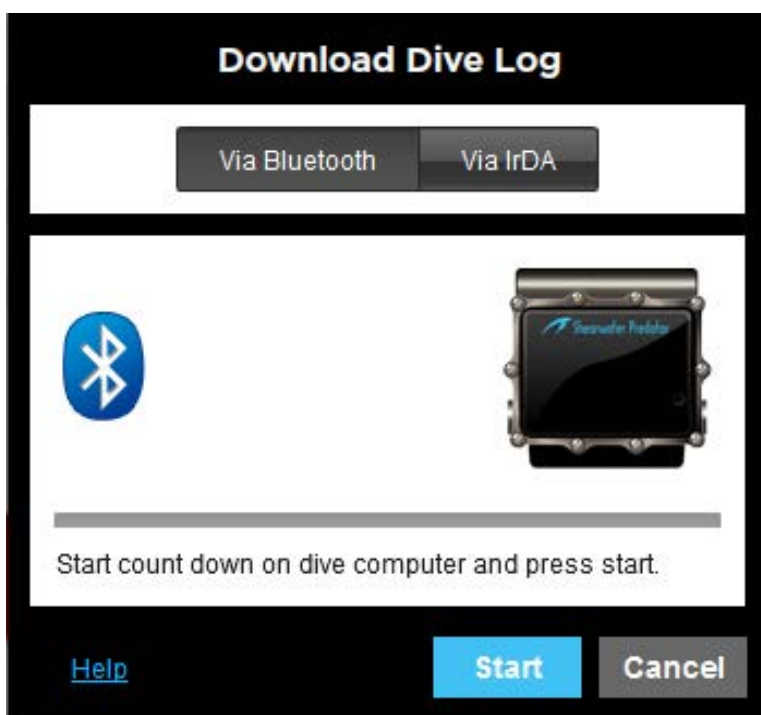 Download Dive Log
Via Bluetooth Via IrDA
Shearwater Predator
Start count down on dive computer and press start.
Help Start Cancel